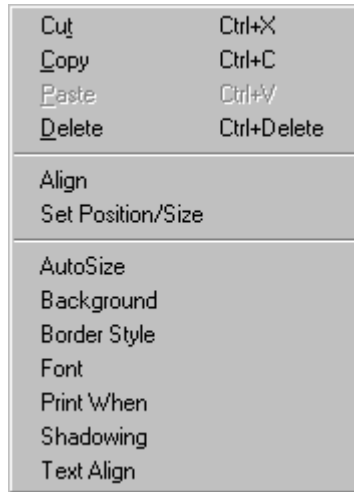 Cut Ctrl+X
Copy Ctrl+C
Paste Ctrl+V
Delete Ctrl+Delete
Align
Set Position/Size
AutoSize
Background
Border Style
Font
Print When
Shadowing
Text Align